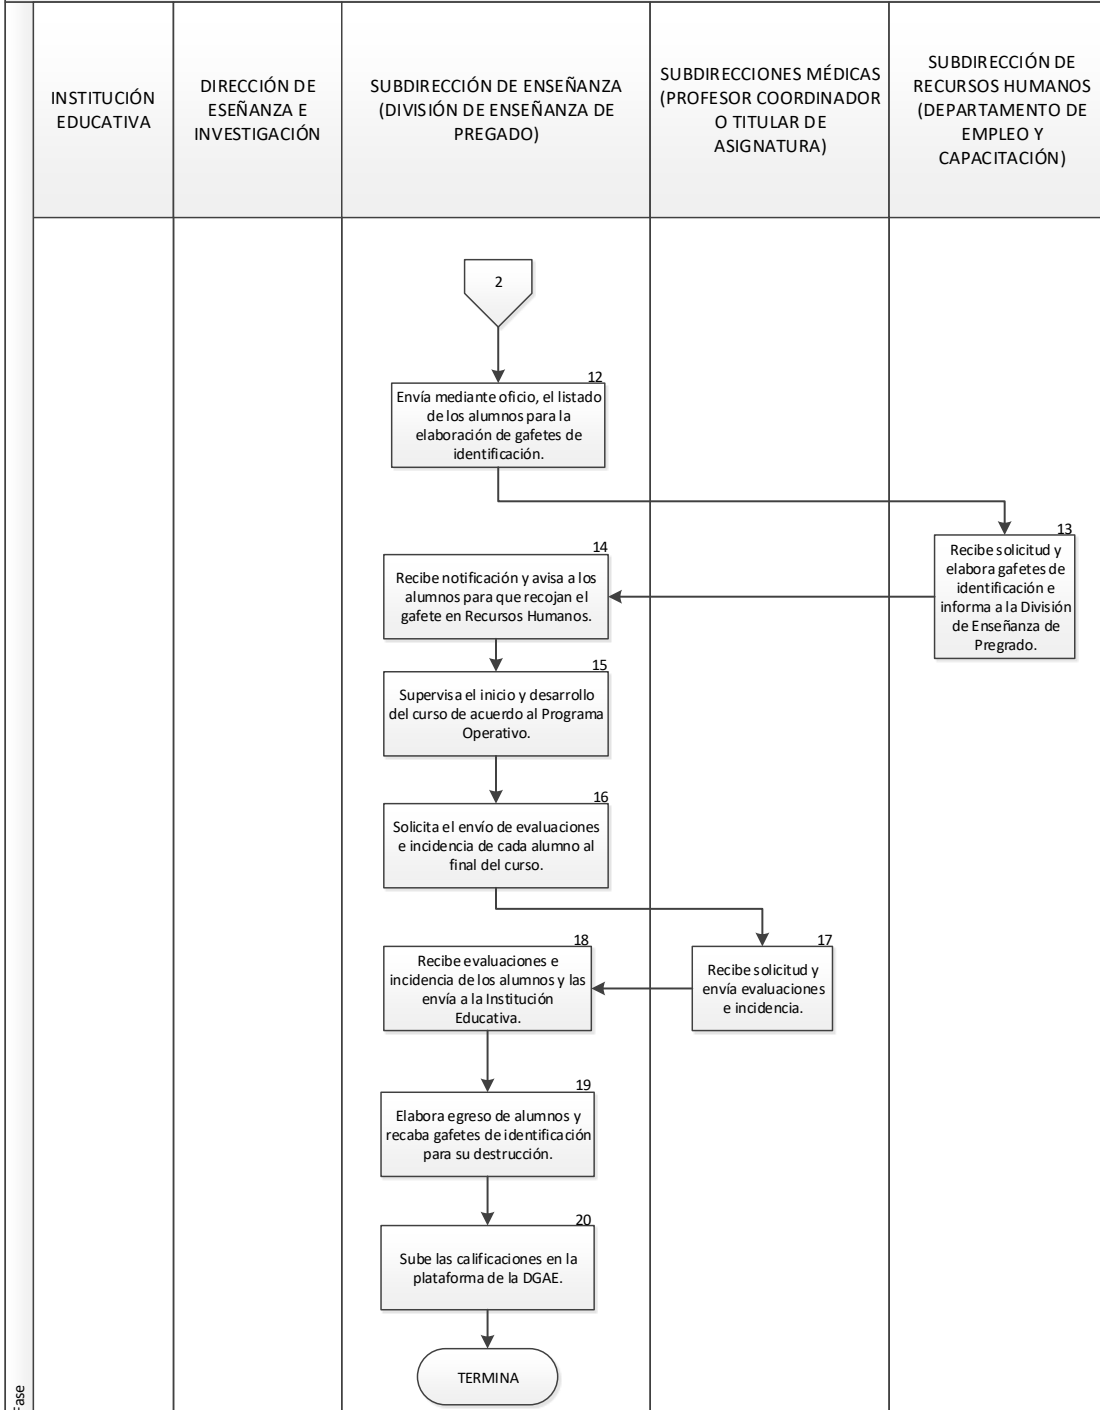 INSTITUCIÓN
EDUCATIVA
DIRECCIÓN DE
ESEÑANZA E
INVESTIGACIÓN
SUBDIRECCIÓN DE ENSEÑANZA
(DIVISIÓN DE ENSEÑANZA DE
PREGADO)
SUBDIRECCIONES MÉDICAS
(PROFESOR COORDINADOR
O TITULAR DE
ASIGNATURA)
SUBDIRECCIÓN DE
RECURSOS HUMANOS
(DEPARTAMENTO DE
EMPLEO Y
CAPACITACIÓN)
2
12
Envía mediante oficio, el listado
de los alumnos para la
elaboración de gafetes de
identificación.
13
Recibe solicitud y
elabora gafetes de
identificación e
informa a la División
de Enseñanza de
Pregrado.
14
Recibe notificación y avisa a los
alumnos para que recojan el
gafete en Recursos Humanos.
15
Supervisa el inicio y desarrollo
del curso de acuerdo al Programa
Operativo.
16
Solicita el envío de evaluaciones
e incidencia de cada alumno al
final del curso.
17
Recibe solicitud y
envía evaluaciones
e incidencia.
18
Recibe evaluaciones e
incidencia de los alumnos y las
envía a la Institución
Educativa.
19
Elabora egreso de alumnos y
recaba gafetes de identificación
para su destrucción.
20
Sube las calificaciones en la
plataforma de la DGAE.
TERMINA
Fase